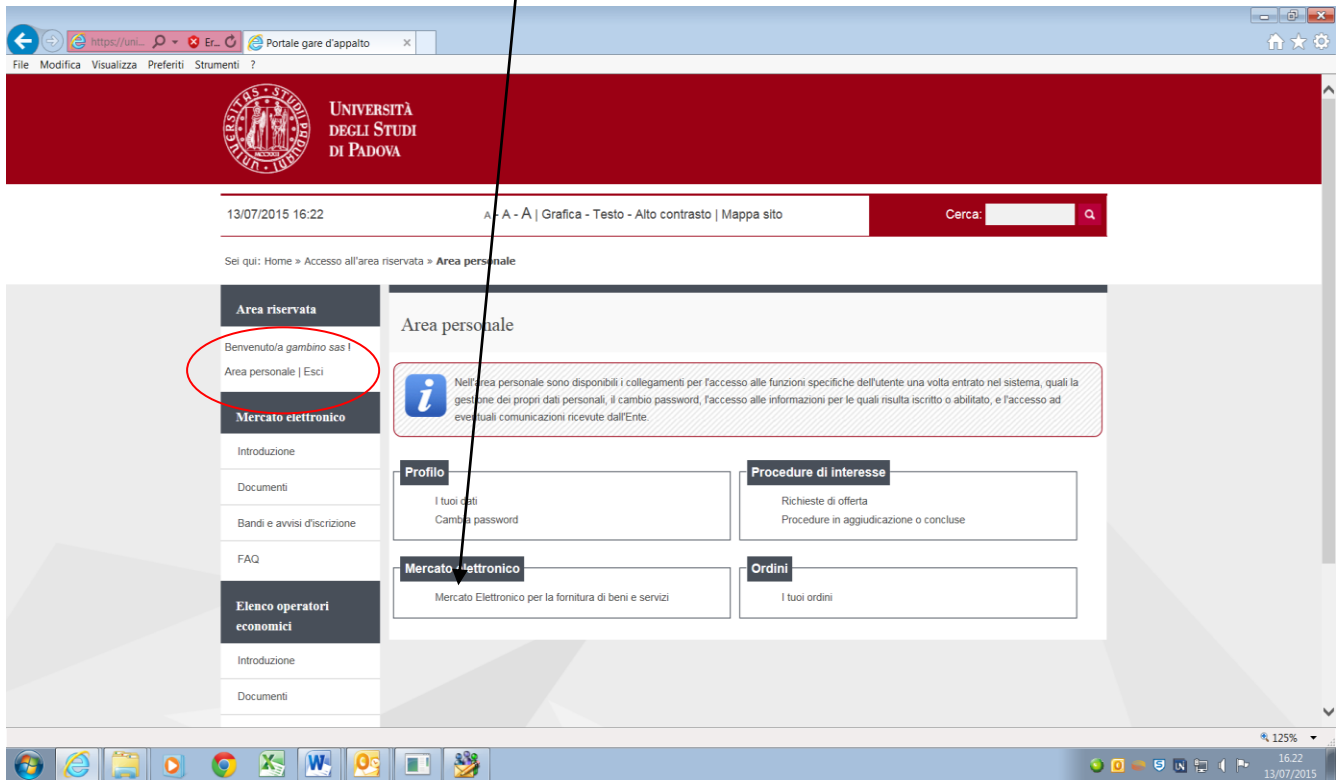 https://uni...
Er...
Portale gare d'appalto
File Modifica Visualizza Preferiti Strumenti ?
UNIVERSITÀ
DEGLI STUDI
DI PADOVA
13/07/2015 16:22
A - A - A | Grafica - Testo - Alto contrasto | Mappa sito
Cerca:
Sei qui: Home » Accesso all'area riservata » Area personale
Area riservata
Benvenuto/a gambino sas !
Area personale | Esci
Mercato elettronico
Introduzione
Documenti
Bandi e avvisi d'iscrizione
FAQ
Elenco operatori
economici
Introduzione
Documenti
Area personale
Nell'area personale sono disponibili i collegamenti per l'accesso alle funzioni specifiche dell'utente una volta entrato nel sistema, quali la
gestione dei propri dati personali, il cambio password, l'accesso alle informazioni per le quali risulta iscritto o abilitato, e l'accesso ad
eventuali comunicazioni ricevute dall'Ente.
Profilo
I tuoi dati
Cambia password
Procedure di interesse
Richieste di offerta
Procedure in aggiudicazione o concluse
Mercato elettronico
Mercato Elettronico per la fornitura di beni e servizi
Ordini
I tuoi ordini
125%
16.22
13/07/2015